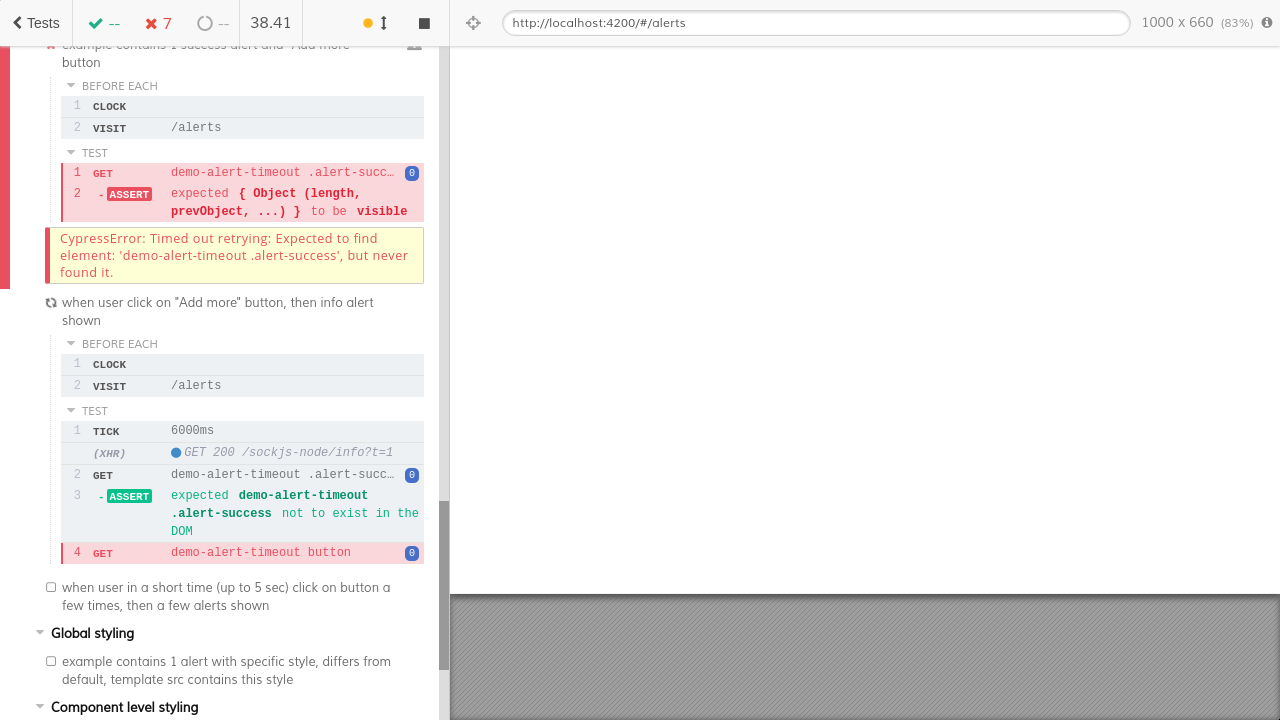 Tests
--
7
--
38.41
http://localhost:4200/#/alerts
1000 x 660 (83%)
example contains 1 success alert and "Add more"
button
BEFORE EACH
1 CLOCK
2 VISIT /alerts
TEST
1 GET demo-alert-timeout .alert-succ… 0
2 - ASSERT expected { Object (length,
prevObject, ...) } to be visible
CypressError: Timed out retrying: Expected to find
element: 'demo-alert-timeout .alert-success', but never
found it.
when user click on "Add more" button, then info alert
shown
BEFORE EACH
1 CLOCK
2 VISIT /alerts
TEST
1 TICK 6000ms
(XHR) GET 200 /sockjs-node/info?t=1
2 GET demo-alert-timeout .alert-succ… 0
3 - ASSERT expected demo-alert-timeout
.alert-success not to exist in the
DOM
4 GET demo-alert-timeout button 0
when user in a short time (up to 5 sec) click on button a
few times, then a few alerts shown
Global styling
example contains 1 alert with specific style, differs from
default, template src contains this style
Component level styling